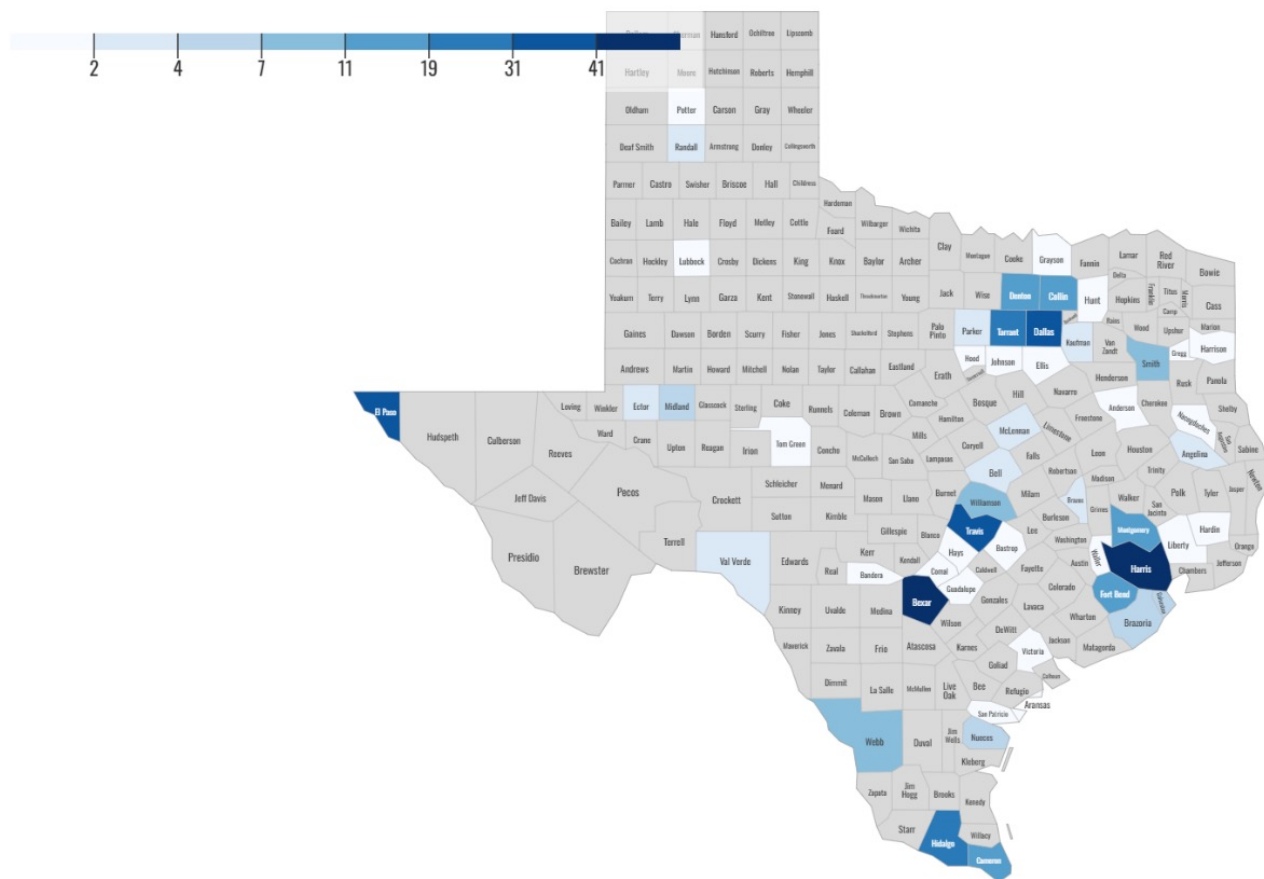 Hansford Ochiltree Lipscomb
2 4 7 11 19 31 41
Hartley Moore Hutchinson Roberts Hemphill
Oldham Potter Carson Gray Wheeler
Deaf Smith Randall Armstrong Donley Collingsworth
Parmer Castro Swisher Briscoe Hall Childress
Hardeman
Bailey Lamb Hale Floyd Motley Cottle Foard Wilbarger Wichita
Clay Montague Cooke Grayson Fannin Lamar Red
River Bowie
Cochran Hockley Lubbock Crosby Dickens King Knox Baylor Archer
Delta
Yoakum Terry Lynn Garza Kent Stonewall Haskell Throckmorton Young Jack Wise Denton Collin Hunt Hopkins Franklin Titus Morris Cass
Camp
Gaines Dawson Borden Scurry Fisher Jones Shackelford Stephens Palo
Pinto Parker Tarrant Dallas Rockwall Kaufman Rains Van
Zandt Wood Upshur Marion
Harrison
Gregg
Smith
Andrews Martin Howard Mitchell Nolan Taylor Callahan Eastland Erath Hood Somervell Johnson Ellis Henderson Rusk Panola
El Paso Hudspeth Culberson Loving Winkler Ector Midland Glasscock Sterling Coke Runnels Coleman Brown Comanche Hamilton Bosque Hill Navarro Anderson Cherokee Shelby
Reeves Ward Crane Upton Reagan Irion Tom Green Concho McCulloch San Saba Mills Lampasas Coryell McLennan Limestone Freestone Nacogdoches San
Augustine Sabine
Bell Falls Leon Houston Angelina Newton
Jeff Davis Pecos Crockett Schleicher Menard Mason Llano Burnet Williamson Milam Robertson Madison Trinity Polk Tyler Jasper
Brazos Grimes Walker San
Jacinto
Presidio Brewster Terrell Sutton Kimble Gillespie Blanco Travis Lee Burleson Washington Montgomery Liberty Hardin Orange
Val Verde Edwards Real Kerr Kendall Bandera Comal Hays Bastrop Caldwell Fayette Austin Waller Harris Chambers Jefferson
Kinney Uvalde Medina Bexar Guadalupe Gonzales Lavaca Colorado Fort Bend Galveston
Wilson Wharton Brazoria
Maverick Zavala Frio Atascosa Karnes DeWitt Jackson Matagorda
Victoria
Goliad
Dimmit La Salle McMullen Live
Oak Bee Refugio Calhoun
Aransas
San Patricio
Webb Duval Jim
Wells Nueces
Kleberg
Zapata Jim
Hogg Brooks Kenedy
Starr Hidalgo Willacy
Cameron